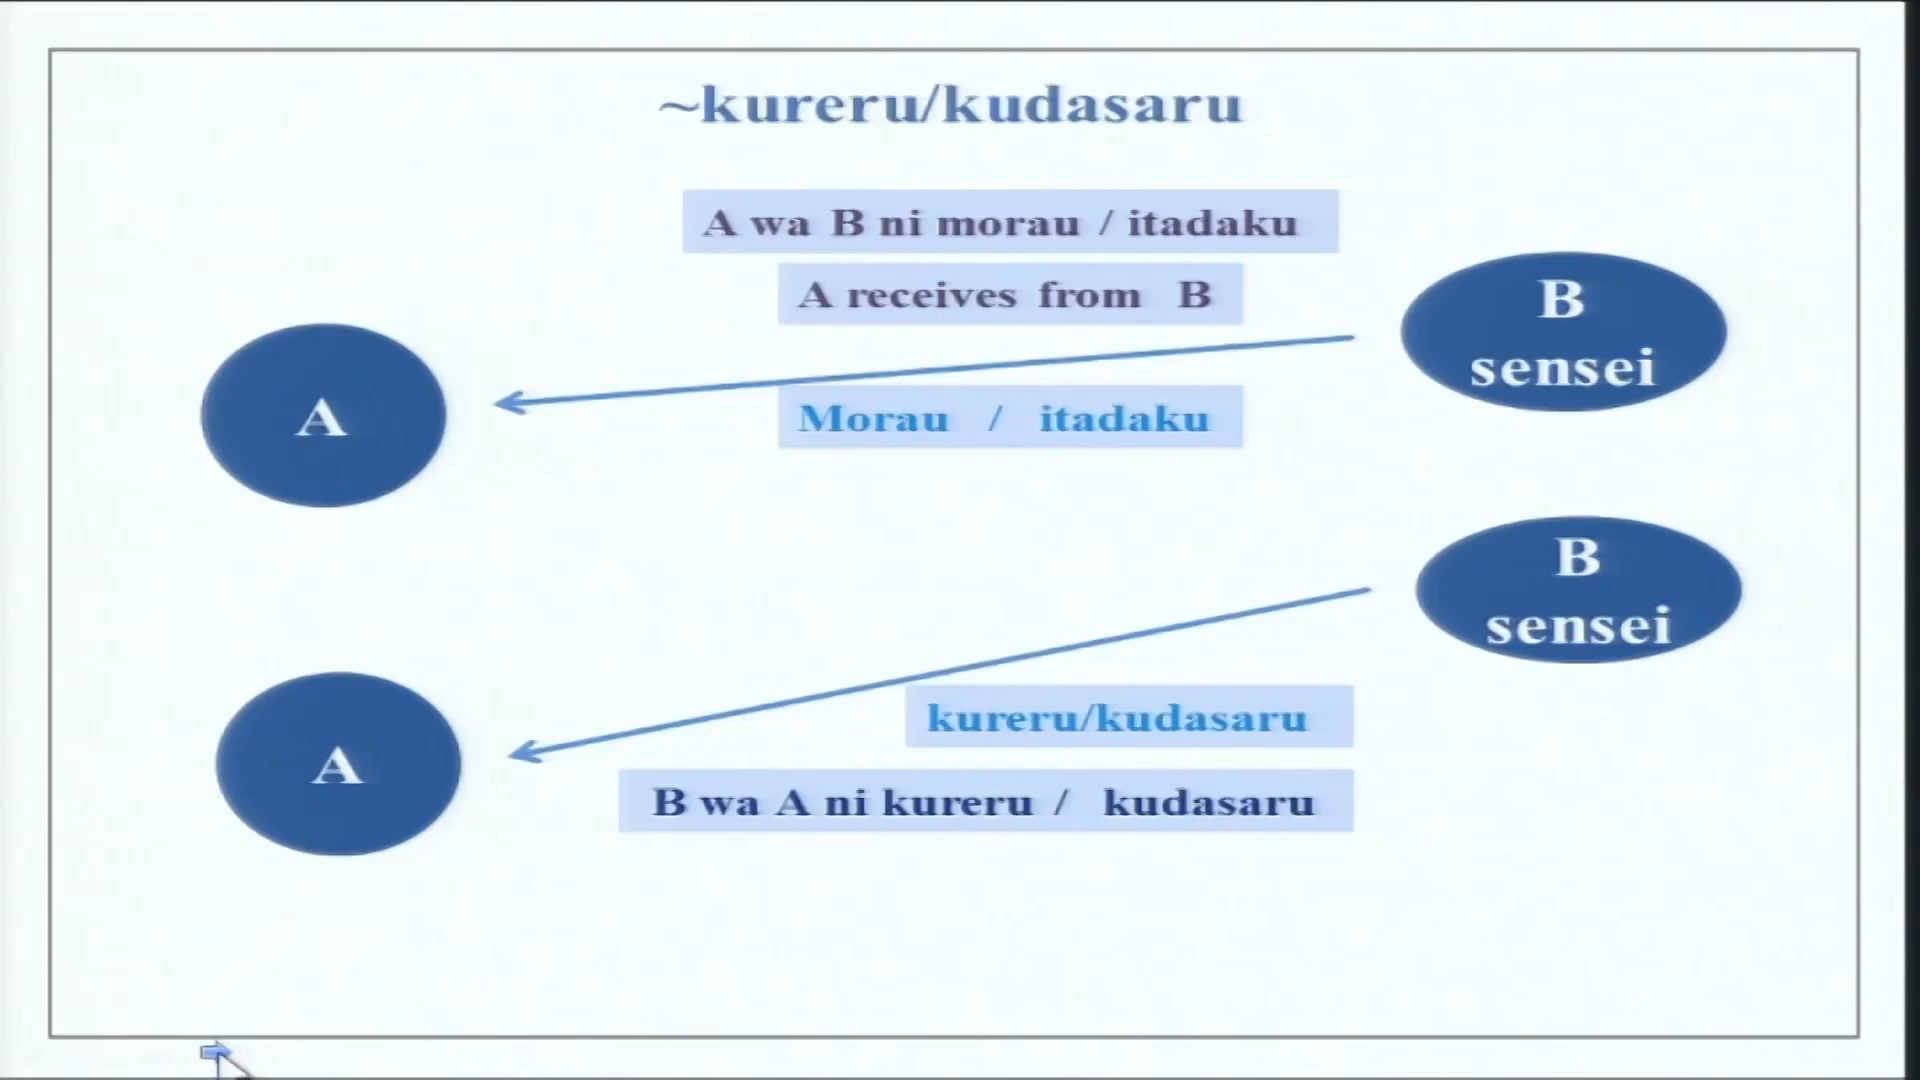 ~kureru/kudasaru
A wa B ni morau / itadaku
A receives from B
B
sensei
A
Morau / itadaku
B
sensei
kureru/kudasaru
A
B wa A ni kureru / kudasaru